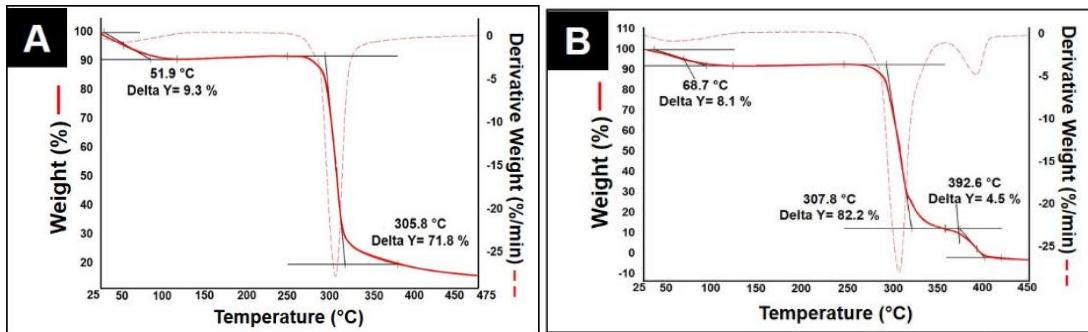 A
Weight (%)
100
90
80
70
60
50
40
30
20
51.9 °C
Delta Y= 9.3 %
305.8 °C
Delta Y= 71.8 %
0
-5
-10
-15
-20
-25
Derivative Weight (%/min)
25 50 100 150 200 250 300 350 400 475
Temperature (°C)
B
Weight (%)
110
100
90
80
70
60
50
40
30
20
10
0
-10
68.7 °C
Delta Y= 8.1 %
307.8 °C
Delta Y= 82.2 %
392.6 °C
Delta Y= 4.5 %
0
-5
-10
-15
-20
-25
Derivative Weight (%/min)
25 50 100 150 200 250 300 350 400 450
Temperature (°C)